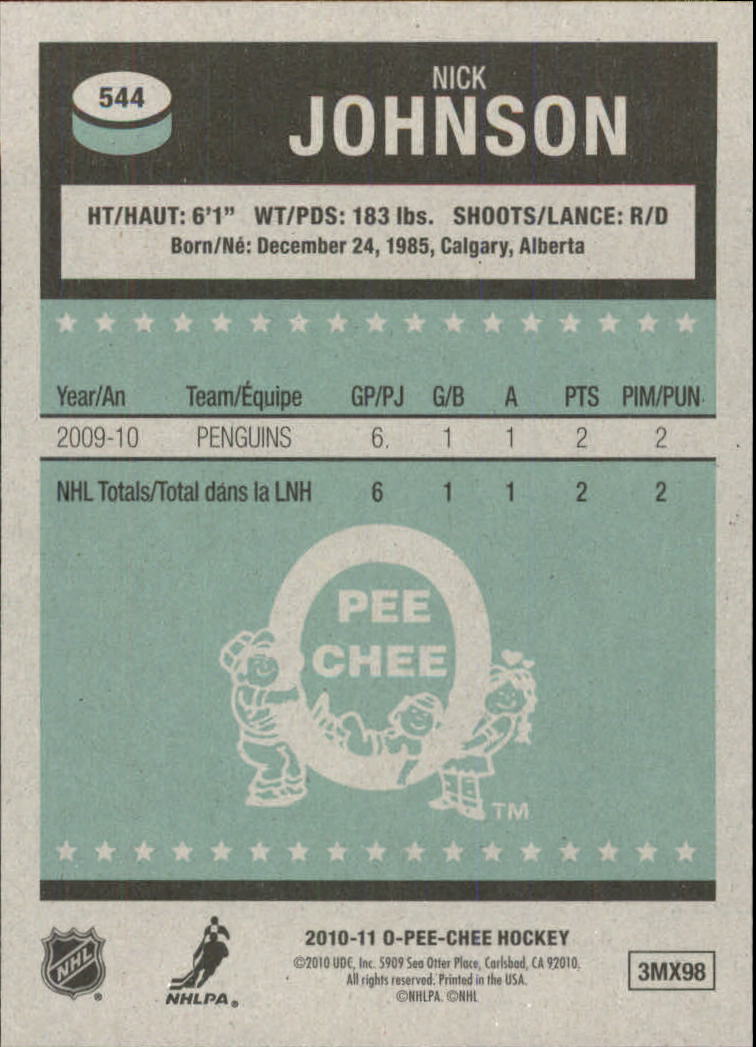 544
NICK
JOHNSON
HT/HAUT: 6'1" WT/PDS: 183 lbs. SHOOTS/LANCE: R/D
Born/Né: December 24, 1985, Calgary, Alberta
Year/An Team/Équipe GP/PJ G/B A PTS PIM/PUN
2009-10 PENGUINS 6 1 1 2 2
NHL Totals/Total dans la LNH 6 1 1 2 2
PEE
CHEE
TM
NHL
®
NHLPA®
2010-11 O-PEE-CHEE HOCKEY
©2010 UDC, Inc. 5909 Sea Otter Place, Carlsbad, CA 92010.
All rights reserved. Printed in the USA.
©NHLPA. ©NHL
3MX98